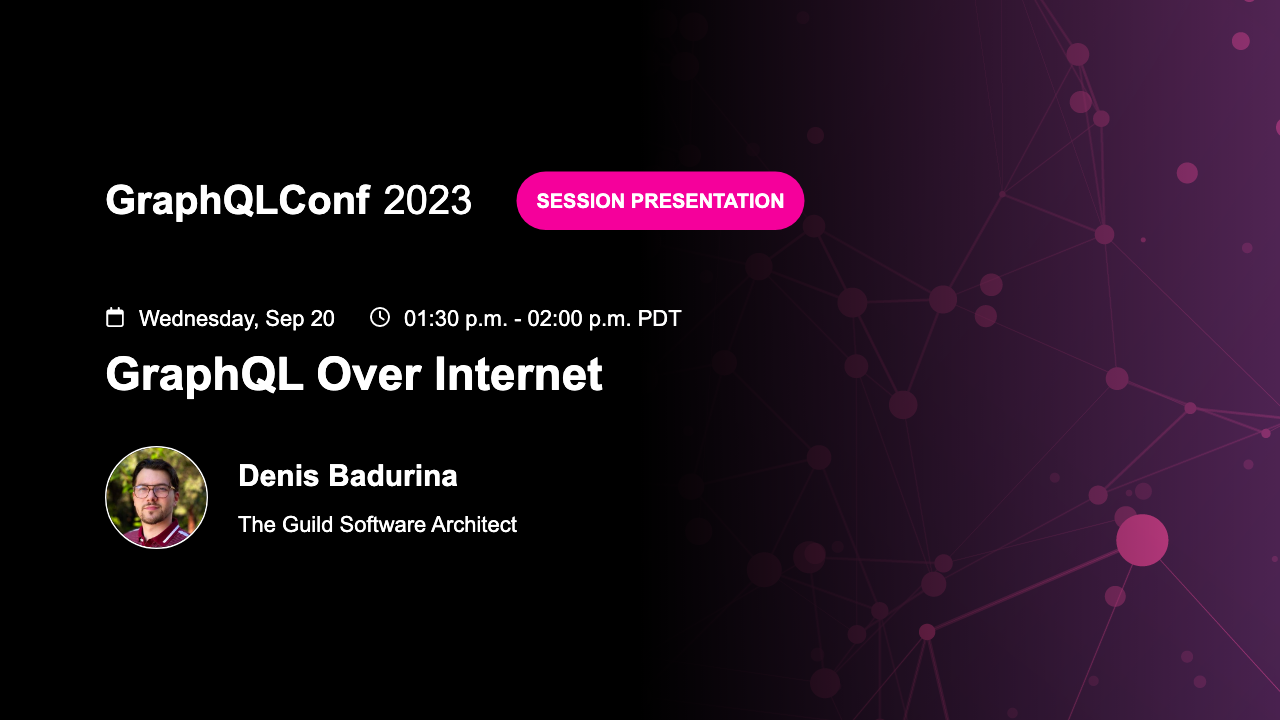 GraphQLConf 2023
SESSION PRESENTATION
Wednesday, Sep 20
01:30 p.m. - 02:00 p.m. PDT
GraphQL Over Internet
Denis Badurina
The Guild Software Architect